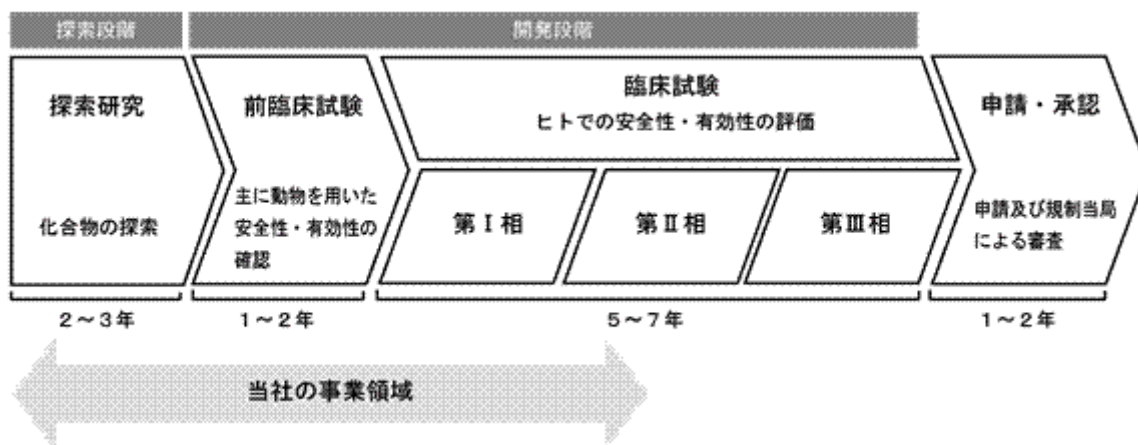 探索段階
開発段階
探索研究
化合物の探索
前臨床試験
主に動物を用いた
安全性・有効性の
確認
臨床試験
ヒトでの安全性・有効性の評価
第Ⅰ相
第Ⅱ相
第Ⅲ相
申請・承認
申請及び規制当局
による審査
2～3年
1～2年
5～7年
1～2年
当社の事業領域